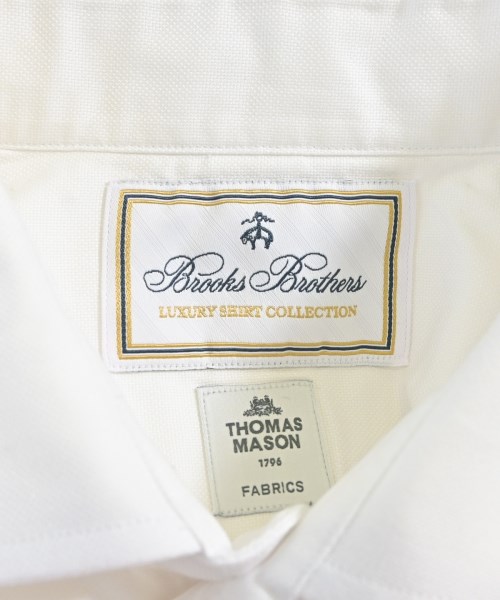 Brooks Brothers
LUXURY SHIRT COLLECTION
THOMAS
MASON
1796
FABRICS